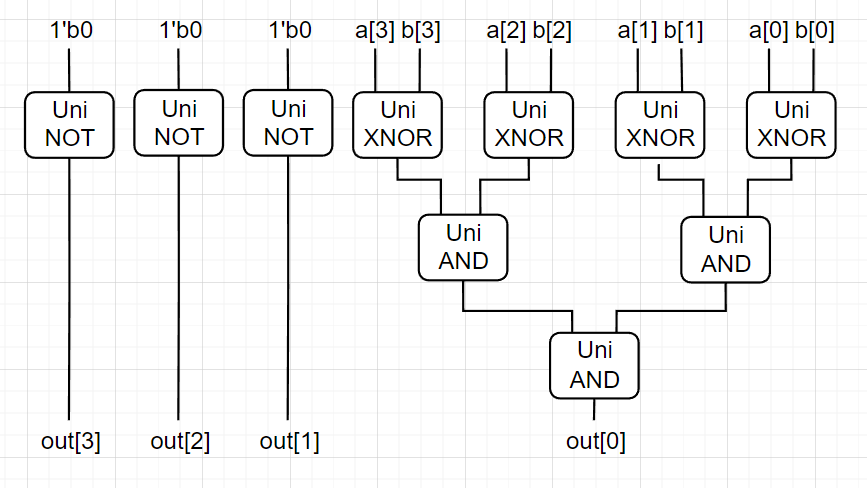 1'b0 1'b0 1'b0 a[3] b[3] a[2] b[2] a[1] b[1] a[0] b[0]
Uni
NOT
Uni
NOT
Uni
NOT
Uni
XNOR
Uni
XNOR
Uni
XNOR
Uni
XNOR
Uni
AND
Uni
AND
Uni
AND
out[3] out[2] out[1] out[0]